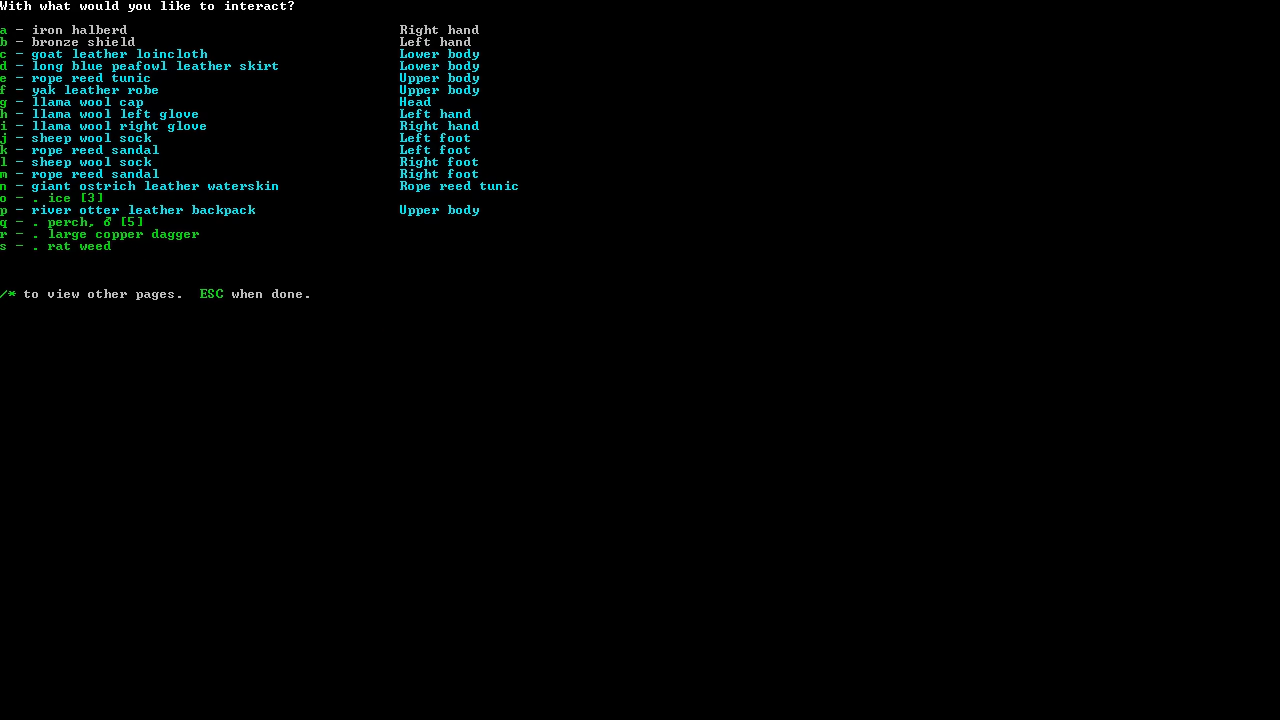 With what would you like to interact?
a - iron halberd Right hand
b - bronze shield Left hand
c - goat leather loincloth Lower body
d - long blue peafowl leather skirt Lower body
e - rope reed tunic Upper body
f - yak leather robe Upper body
g - llama wool cap Head
h - llama wool left glove Left hand
i - llama wool right glove Right hand
j - sheep wool sock Left foot
k - rope reed sandal Left foot
l - sheep wool sock Right foot
m - rope reed sandal Right foot
n - giant ostrich leather waterskin Rope reed tunic
o - . ice [3]
p - river otter leather backpack Upper body
q - . perch, ♂ [5]
r - . large copper dagger
s - . rat weed
/* to view other pages. ESC when done.